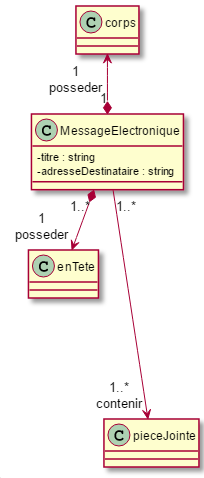 C corps
1
posseder
1
C MessageElectronique
-titre : string
-adresseDestinataire : string
1..*
1..*
1
posseder
C enTete
1..*
contenir
C pieceJointe